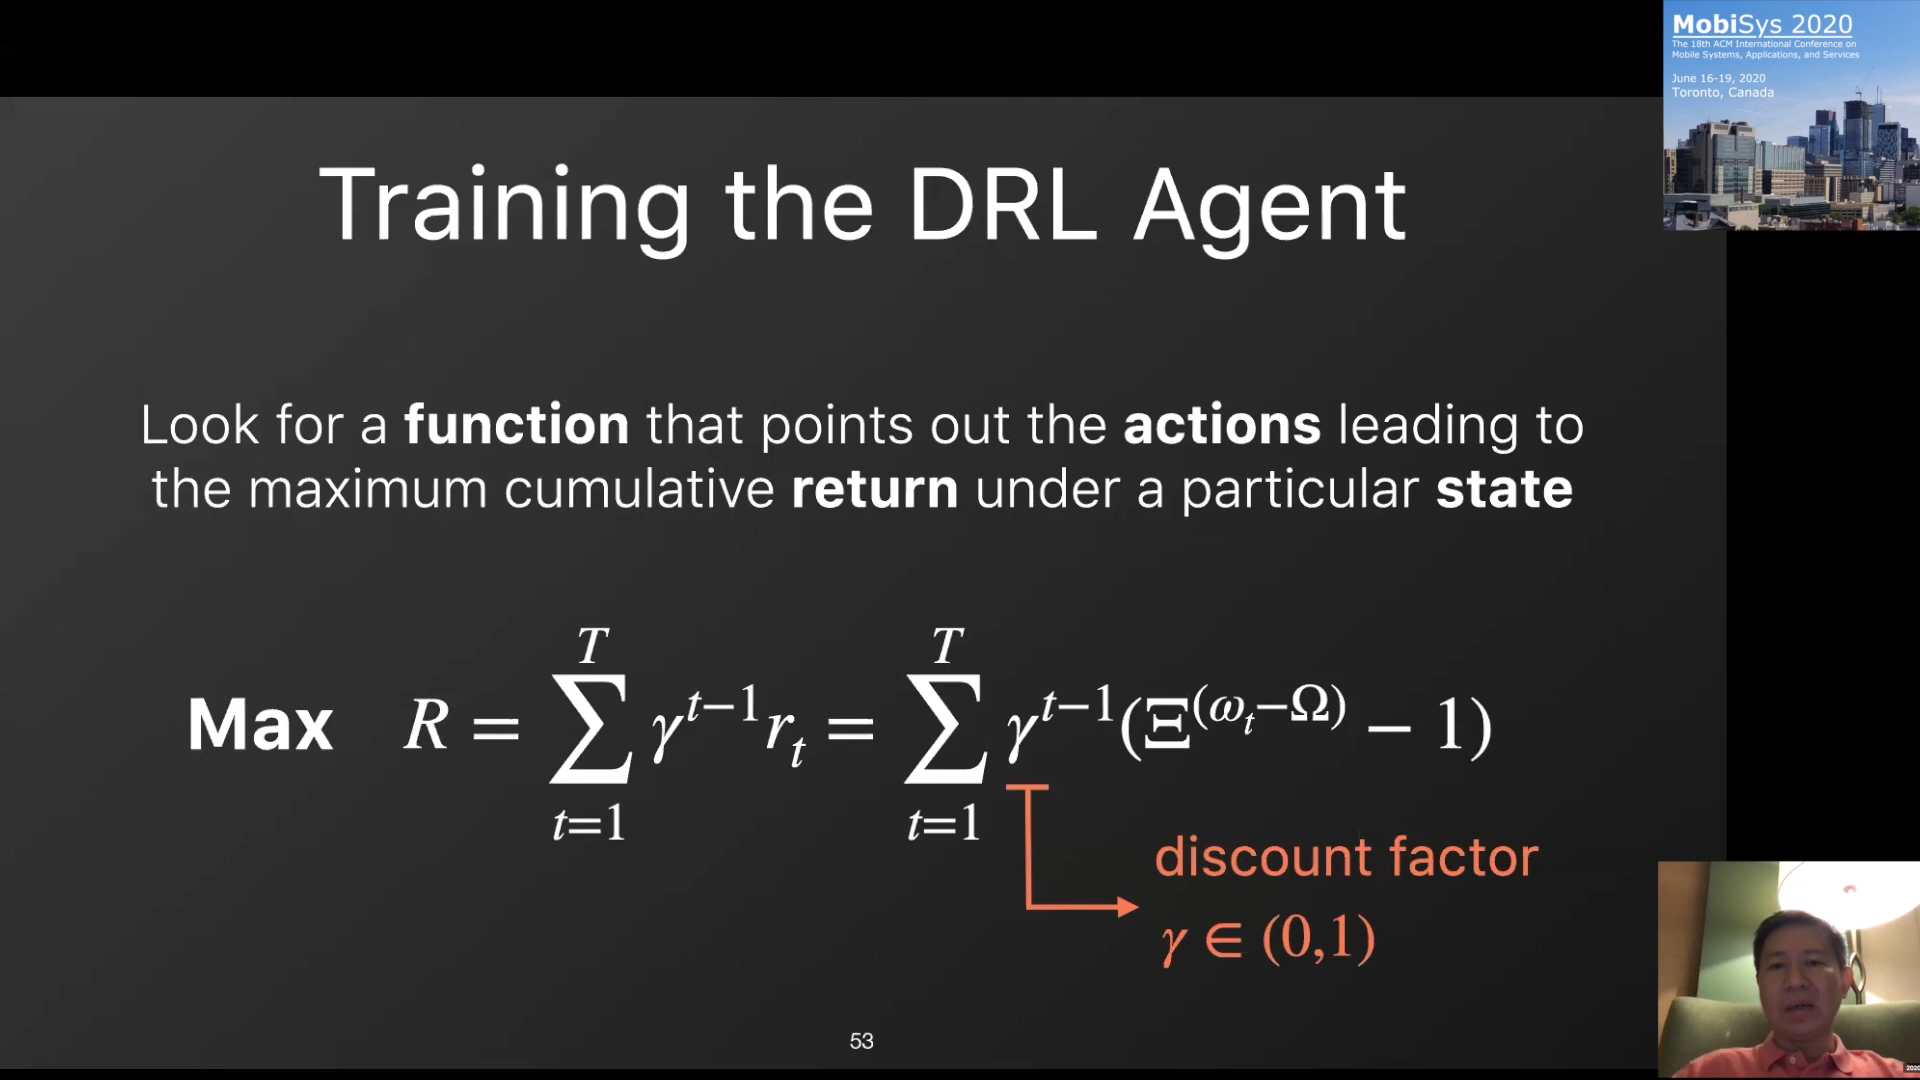 MobiSys 2020
The 18th ACM International Conference on
Mobile Systems, Applications, and Services
June 16-19, 2020
Toronto, Canada
Training the DRL Agent
Look for a function that points out the actions leading to
the maximum cumulative return under a particular state
Max R = ∑_{t=1}^{T} γ^{t−1} r_t = ∑_{t=1}^{T} γ^{t−1}(Ξ^{(ω_t−Ω)} − 1)
discount factor
γ ∈ (0,1)
53